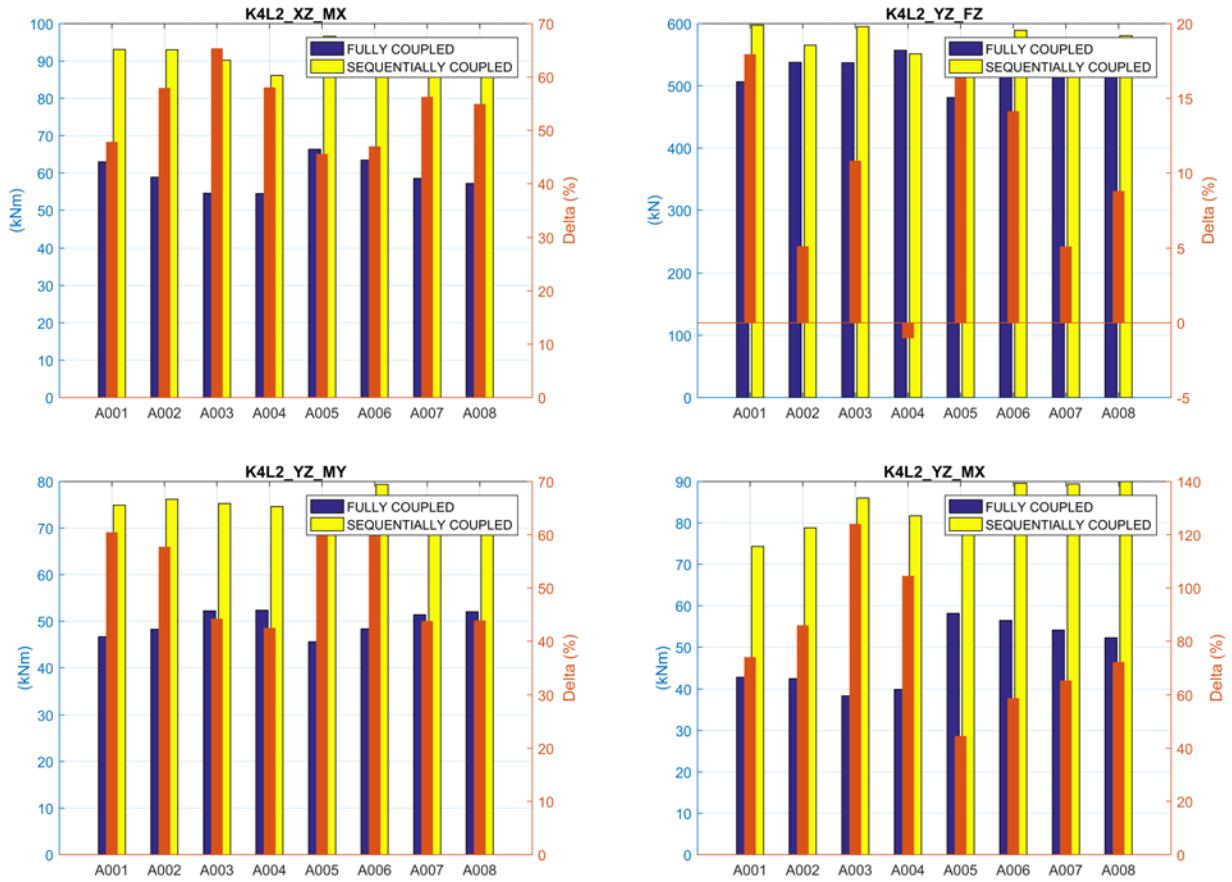 K4L2_XZ_MX
FULLY COUPLED
SEQUENTIALLY COUPLED
(kNm)
Delta (%)
100
90
80
70
60
50
40
30
20
10
0
70
60
50
40
30
20
10
0
A001 A002 A003 A004 A005 A006 A007 A008
K4L2_YZ_FZ
FULLY COUPLED
SEQUENTIALLY COUPLED
(kN)
Delta (%)
600
500
400
300
200
100
0
20
15
10
5
0
-5
A001 A002 A003 A004 A005 A006 A007 A008
K4L2_YZ_MY
FULLY COUPLED
SEQUENTIALLY COUPLED
(kNm)
Delta (%)
80
70
60
50
40
30
20
10
0
70
60
50
40
30
20
10
0
A001 A002 A003 A004 A005 A006 A007 A008
K4L2_YZ_MX
FULLY COUPLED
SEQUENTIALLY COUPLED
(kNm)
Delta (%)
90
80
70
60
50
40
30
20
10
0
140
120
100
80
60
40
20
0
A001 A002 A003 A004 A005 A006 A007 A008